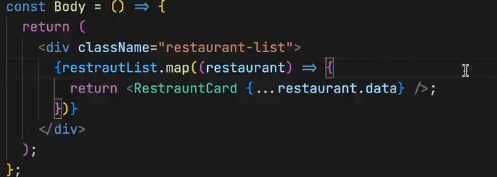 const Body = () => {
  return (
    <div className="restaurant-list">
      {restrautList.map((restaurant) => {
        return <RestrauntCard {...restaurant.data} />;
      })}
    </div>
  );
};